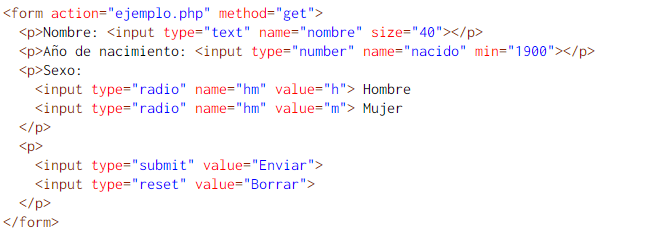 <form action="ejemplo.php" method="get">
  <p>Nombre: <input type="text" name="nombre" size="40"></p>
  <p>Año de nacimiento: <input type="number" name="nacido" min="1900"></p>
  <p>Sexo:
    <input type="radio" name="hm" value="h"> Hombre
    <input type="radio" name="hm" value="m"> Mujer
  </p>
  <p>
    <input type="submit" value="Enviar">
    <input type="reset" value="Borrar">
  </p>
</form>